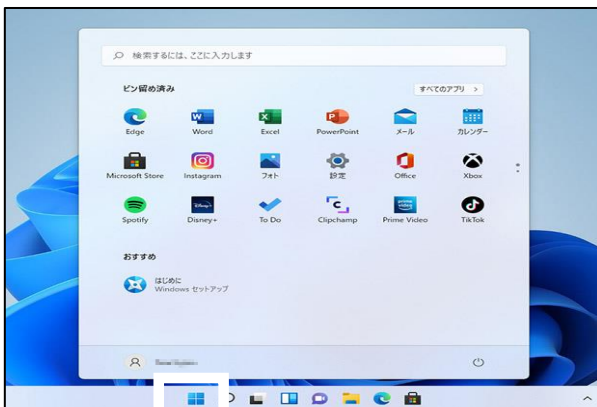 検索するには、ここに入力します
ピン留め済み
すべてのアプリ >
Edge
Word
Excel
PowerPoint
メール
カレンダー
Microsoft Store
Instagram
フォト
設定
Office
Xbox
Spotify
Disney+
To Do
Clipchamp
Prime Video
TikTok
おすすめ
はじめに
Windows セットアップ